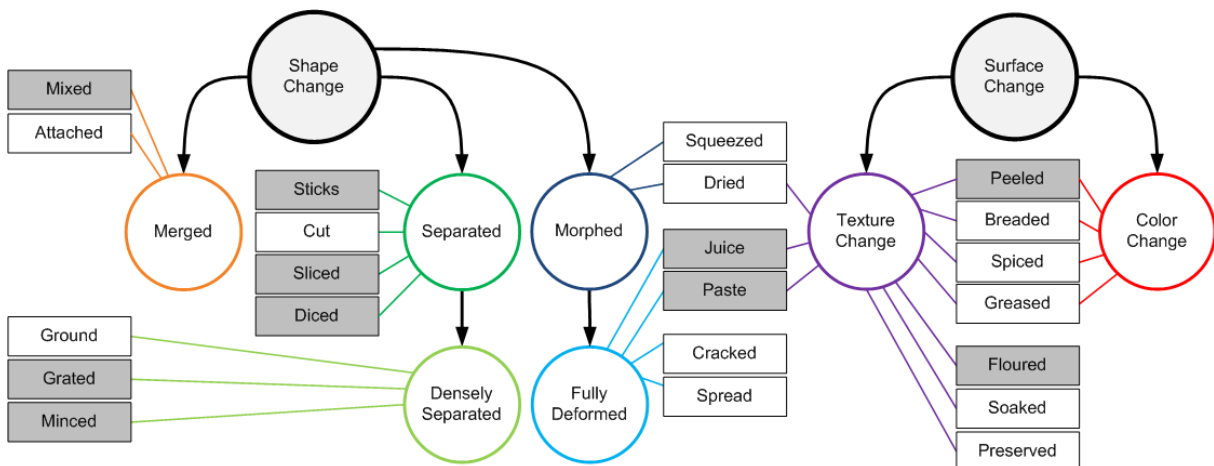 Shape
Change
Surface
Change
Mixed
Attached
Squeezed
Dried
Sticks
Cut
Sliced
Diced
Merged
Separated
Morphed
Juice
Paste
Texture
Change
Peeled
Breaded
Spiced
Greased
Color
Change
Ground
Grated
Minced
Densely
Separated
Fully
Deformed
Cracked
Spread
Floured
Soaked
Preserved